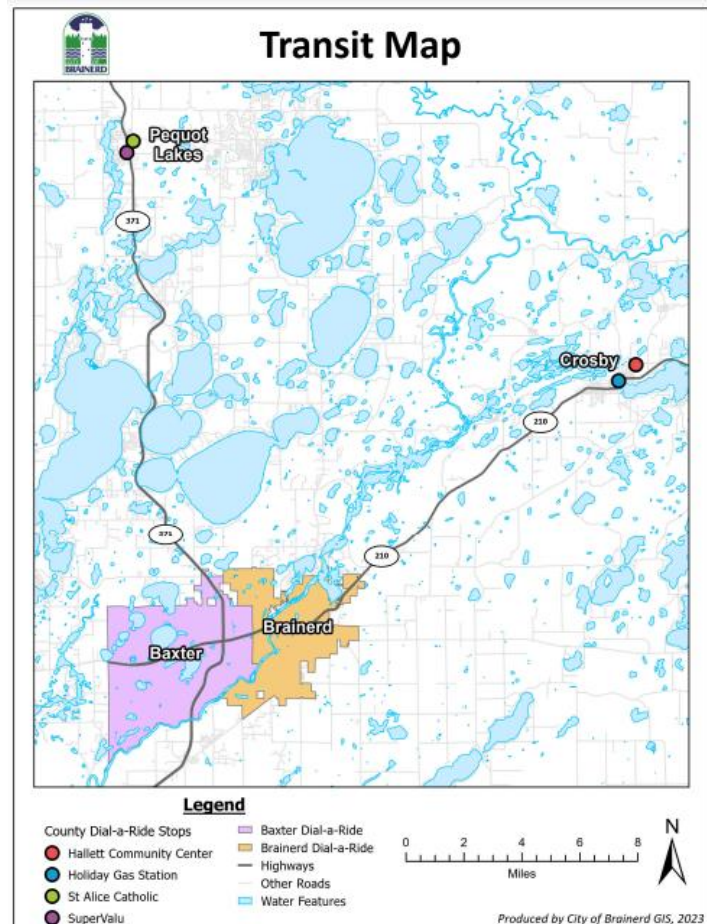 BRAINERD
Transit Map
Pequot
Lakes
371
Crosby
210
371
210
Brainerd
Baxter
Legend
County Dial-a-Ride Stops
Hallett Community Center
Holiday Gas Station
St Alice Catholic
SuperValu
Baxter Dial-a-Ride
Brainerd Dial-a-Ride
Highways
Other Roads
Water Features
0 2 4 6 8
Miles
N
Produced by City of Brainerd GIS, 2023